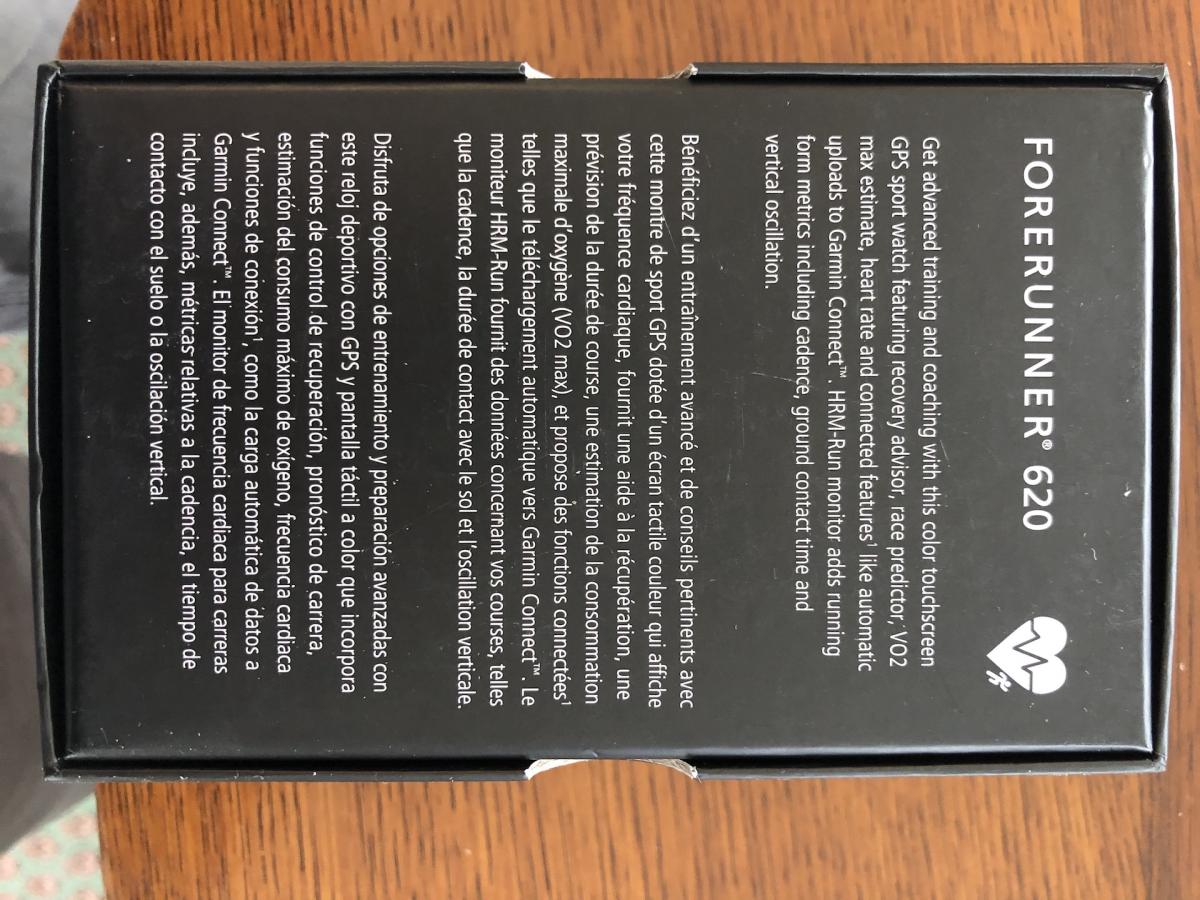 FORERUNNER® 620
Get advanced training and coaching with this color touchscreen
GPS sport watch featuring recovery advisor, race predictor, VO2
max estimate, heart rate and connected features¹ like automatic
uploads to Garmin Connect™. HRM-Run monitor adds running
form metrics including cadence, ground contact time and
vertical oscillation.
Bénéficiez d'un entraînement avancé et de conseils pertinents avec
cette montre de sport GPS dotée d'un écran tactile couleur qui affiche
votre fréquence cardiaque, fournit une aide à la récupération, une
prévision de la durée de course, une estimation de la consommation
maximale d'oxygène (VO2 max), et propose des fonctions connectées¹
telles que le téléchargement automatique vers Garmin Connect™. Le
moniteur HRM-Run fournit des données concernant vos courses, telles
que la cadence, la durée de contact avec le sol et l'oscillation verticale.
Disfruta de opciones de entrenamiento y preparación avanzadas con
este reloj deportivo con GPS y pantalla táctil a color que incorpora
funciones de control de recuperación, pronóstico de carrera,
estimación del consumo máximo de oxígeno, frecuencia cardiaca
y funciones de conexión¹, como la carga automática de datos a
Garmin Connect™. El monitor de frecuencia cardiaca para carreras
incluye, además, métricas relativas a la cadencia, el tiempo de
contacto con el suelo o la oscilación vertical.